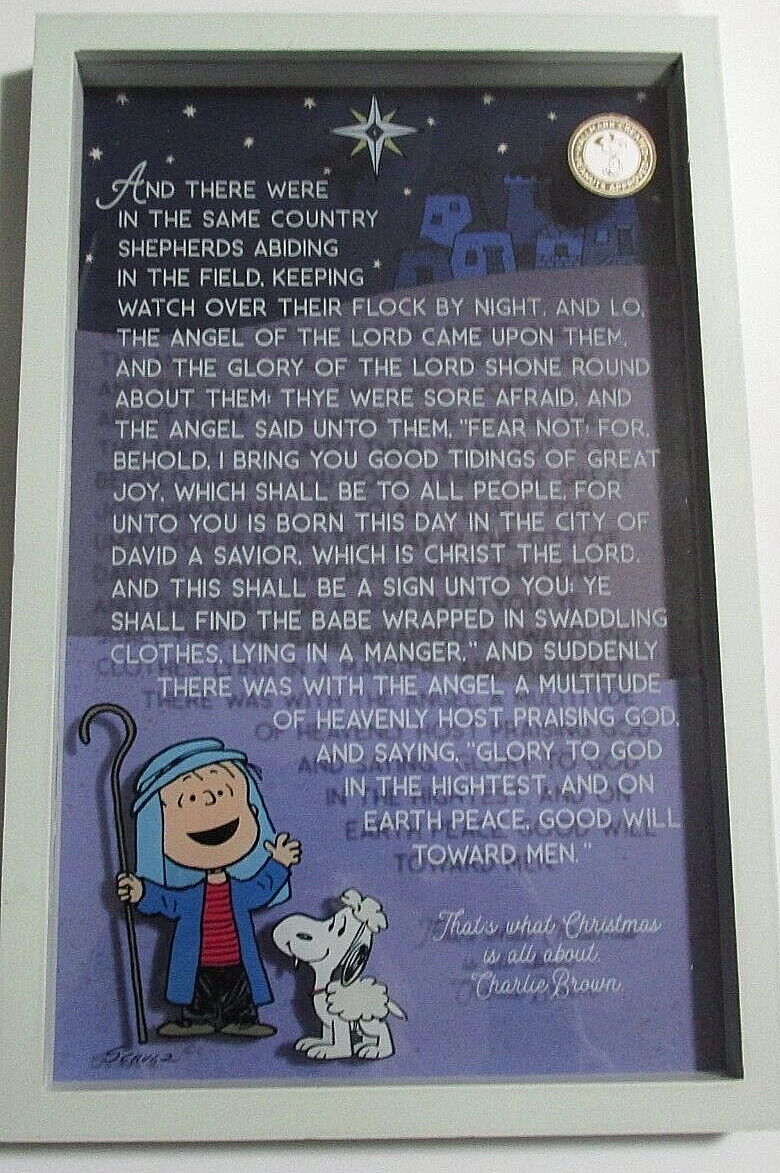 AND THERE WERE
IN THE SAME COUNTRY
SHEPHERDS ABIDING
IN THE FIELD, KEEPING
WATCH OVER THEIR FLOCK BY NIGHT. AND LO,
THE ANGEL OF THE LORD CAME UPON THEM,
AND THE GLORY OF THE LORD SHONE ROUND
ABOUT THEM: THYE WERE SORE AFRAID, AND
THE ANGEL SAID UNTO THEM, "FEAR NOT: FOR,
BEHOLD, I BRING YOU GOOD TIDINGS OF GREAT
JOY, WHICH SHALL BE TO ALL PEOPLE, FOR
UNTO YOU IS BORN THIS DAY IN THE CITY OF
DAVID A SAVIOR, WHICH IS CHRIST THE LORD.
AND THIS SHALL BE A SIGN UNTO YOU; YE
SHALL FIND THE BABE WRAPPED IN SWADDLING
CLOTHES, LYING IN A MANGER." AND SUDDENLY
THERE WAS WITH THE ANGEL A MULTITUDE
OF HEAVENLY HOST PRAISING GOD,
AND SAYING, "GLORY TO GOD
IN THE HIGHTEST, AND ON
EARTH PEACE, GOOD WILL
TOWARD MEN."
That's what Christmas
is all about,
Charlie Brown.
SCHULZ